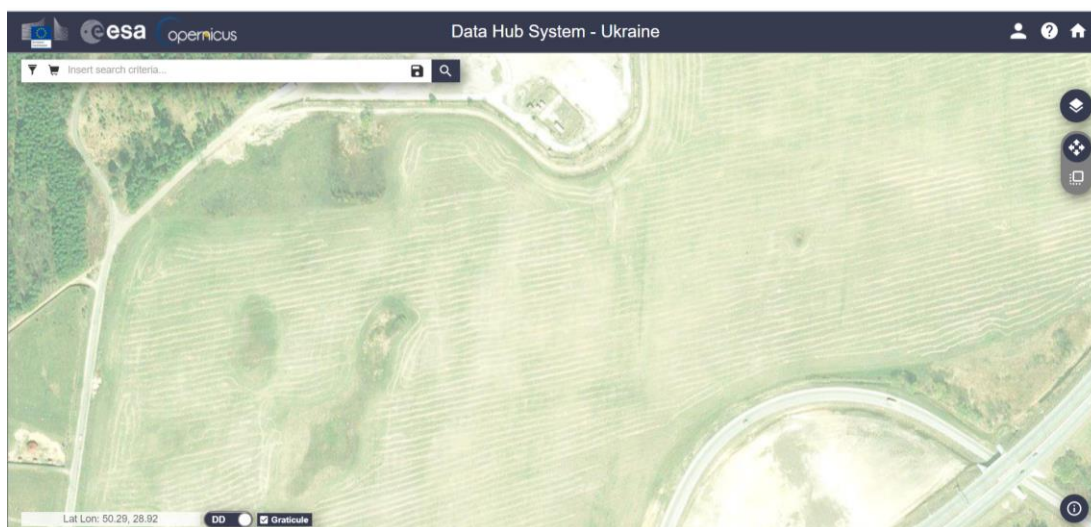 esa opernicus Data Hub System - Ukraine
Insert search criteria...
Lat Lon: 50.29, 28.92 DD Graticule